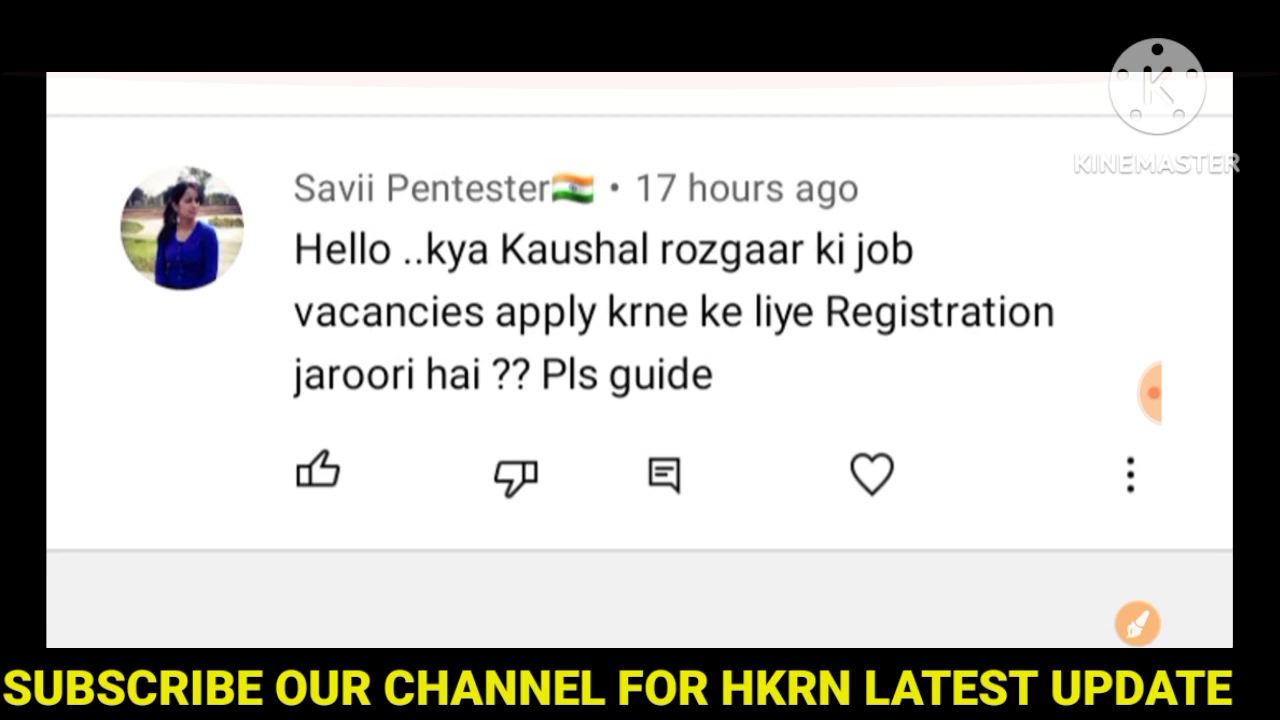 K
KINEMASTER
Savii Pentester🇮🇳 • 17 hours ago
Hello ..kya Kaushal rozgaar ki job
vacancies apply krne ke liye Registration
jaroori hai ?? Pls guide
SUBSCRIBE OUR CHANNEL FOR HKRN LATEST UPDATE